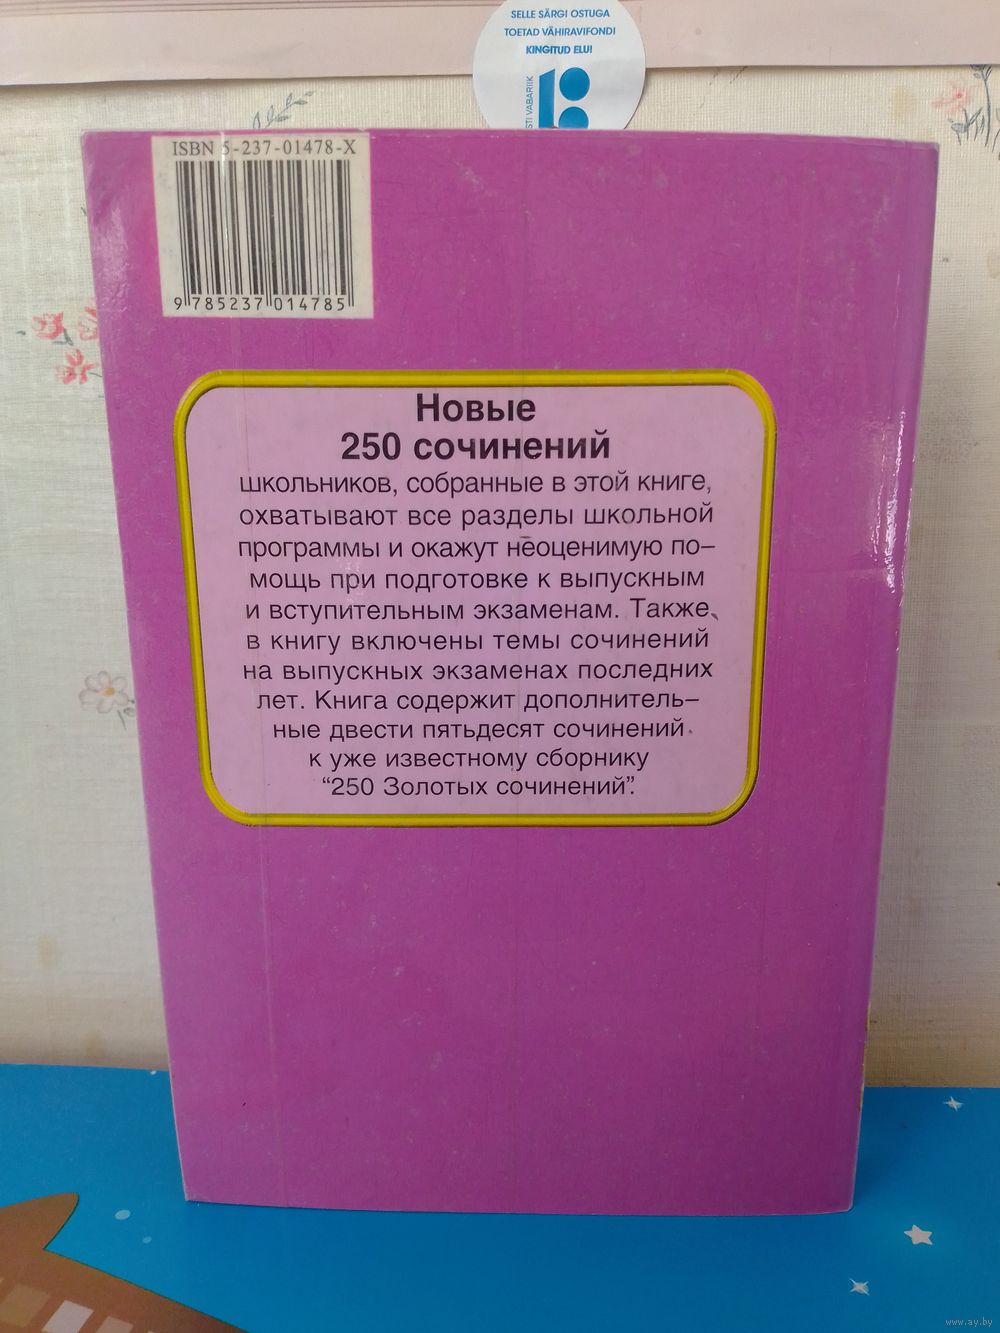 SELLE SÄRGI OSTUGA
TOETAD VÄHIRAVIFONDI
KINGITUD ELU!
STI VABARIIK
ISBN 5-237-01478-X
9 785237 014785
Новые
250 сочинений
школьников, собранные в этой книге,
охватывают все разделы школьной
программы и окажут неоценимую по–
мощь при подготовке к выпускным
и вступительным экзаменам. Также
в книгу включены темы сочинений
на выпускных экзаменах последних
лет. Книга содержит дополнитель–
ные двести пятьдесят сочинений
к уже известному сборнику
“250 Золотых сочинений”.
www.ay.by